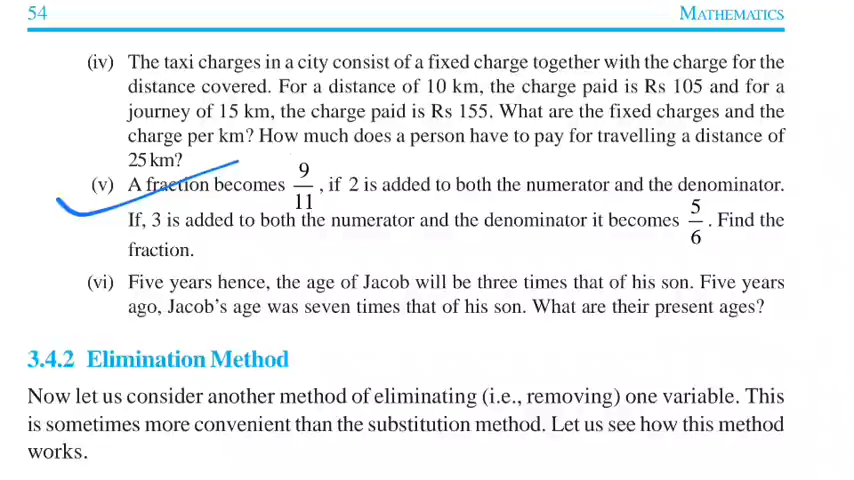 54 MATHEMATICS
(iv) The taxi charges in a city consist of a fixed charge together with the charge for the
distance covered. For a distance of 10 km, the charge paid is Rs 105 and for a
journey of 15 km, the charge paid is Rs 155. What are the fixed charges and the
charge per km? How much does a person have to pay for travelling a distance of
25 km?
(v) A fraction becomes 9/11, if 2 is added to both the numerator and the denominator.
If, 3 is added to both the numerator and the denominator it becomes 5/6. Find the
fraction.
(vi) Five years hence, the age of Jacob will be three times that of his son. Five years
ago, Jacob's age was seven times that of his son. What are their present ages?
3.4.2 Elimination Method
Now let us consider another method of eliminating (i.e., removing) one variable. This
is sometimes more convenient than the substitution method. Let us see how this method
works.